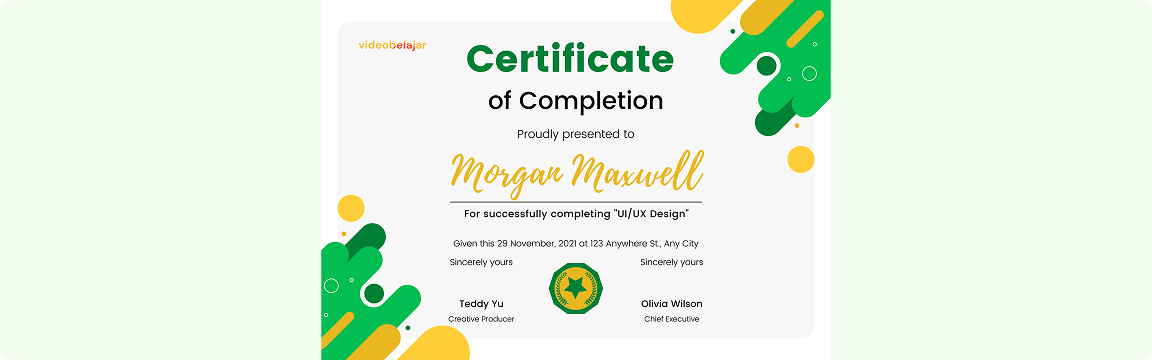 videobelajar
Certificate
of Completion
Proudly presented to
Morgan Maxwell
For successfully completing "UI/UX Design"
Given this 29 November, 2021 at 123 Anywhere St., Any City
Sincerely yours
Sincerely yours
Teddy Yu
Olivia Wilson
Creative Producer
Chief Executive